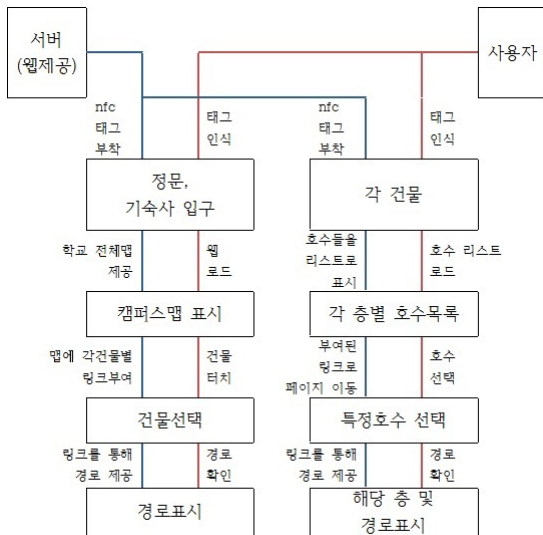 서버
(웹제공)
사용자
nfc
태그
부착
태그
인식
nfc
태그
부착
태그
인식
정문,
기숙사 입구
각 건물
학교 전체맵
제공
웹
로드
호수들을
리스트로
표시
호수 리스트
로드
캠퍼스맵 표시
각 층별 호수목록
맵에 각건물별
링크부여
건물
터치
부여된
링크로
페이지 이동
호수
선택
건물선택
특정호수 선택
링크를 통해
경로 제공
경로
확인
링크를 통해
경로 제공
경로
확인
경로표시
해당 층 및
경로표시